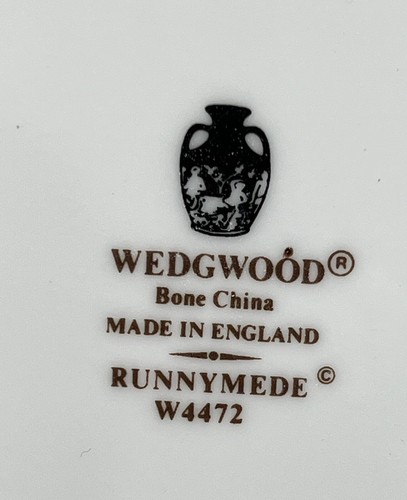 WEDGWOOD®
Bone China
MADE IN ENGLAND
RUNNYMEDE ©
W4472